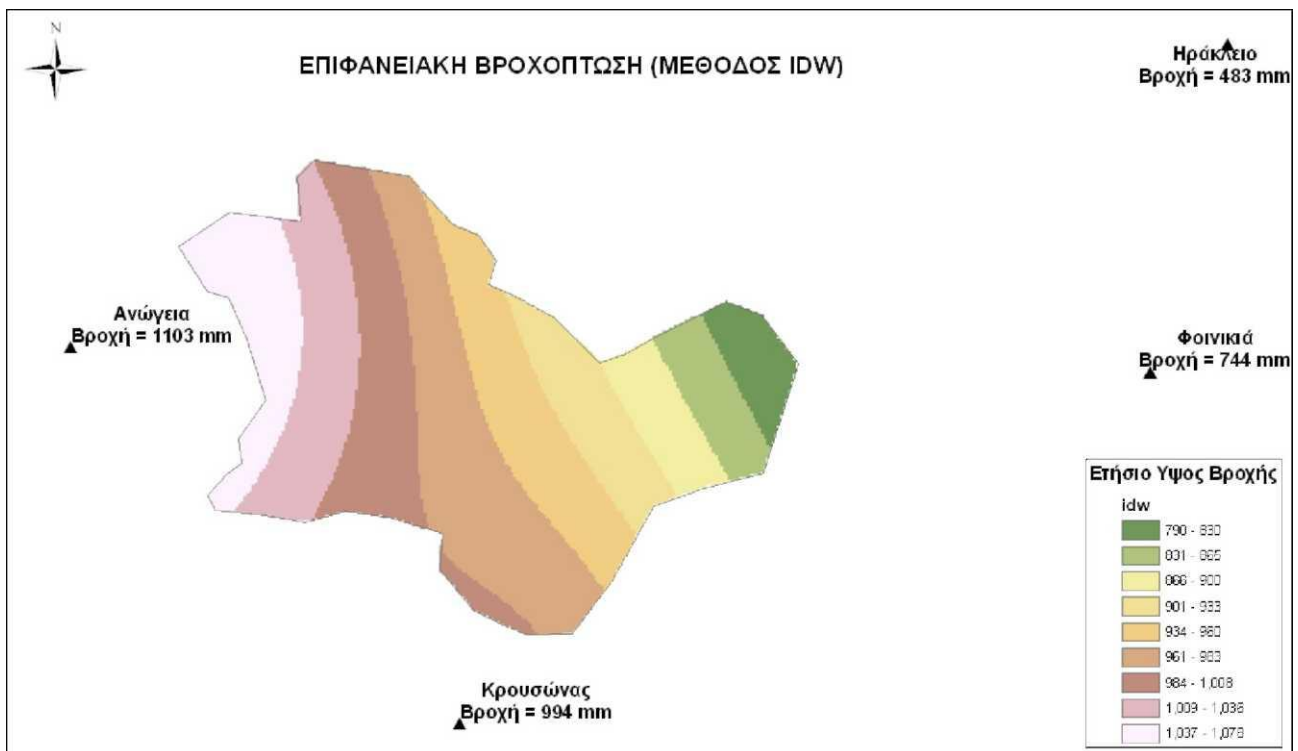 N
ΕΠΙΦΑΝΕΙΑΚΗ ΒΡΟΧΟΠΤΩΣΗ (ΜΕΘΟΔΟΣ IDW)
Ηράκλειο
Βροχή = 483 mm
Ανώγεια
Βροχή = 1103 mm
Φοινικιά
Βροχή = 744 mm
Κρουσώνας
Βροχή = 994 mm
Ετήσιο Υψος Βροχής
idw
790 - 830
831 - 865
866 - 900
901 - 933
934 - 960
961 - 983
984 - 1,008
1,009 - 1,036
1,037 - 1,078